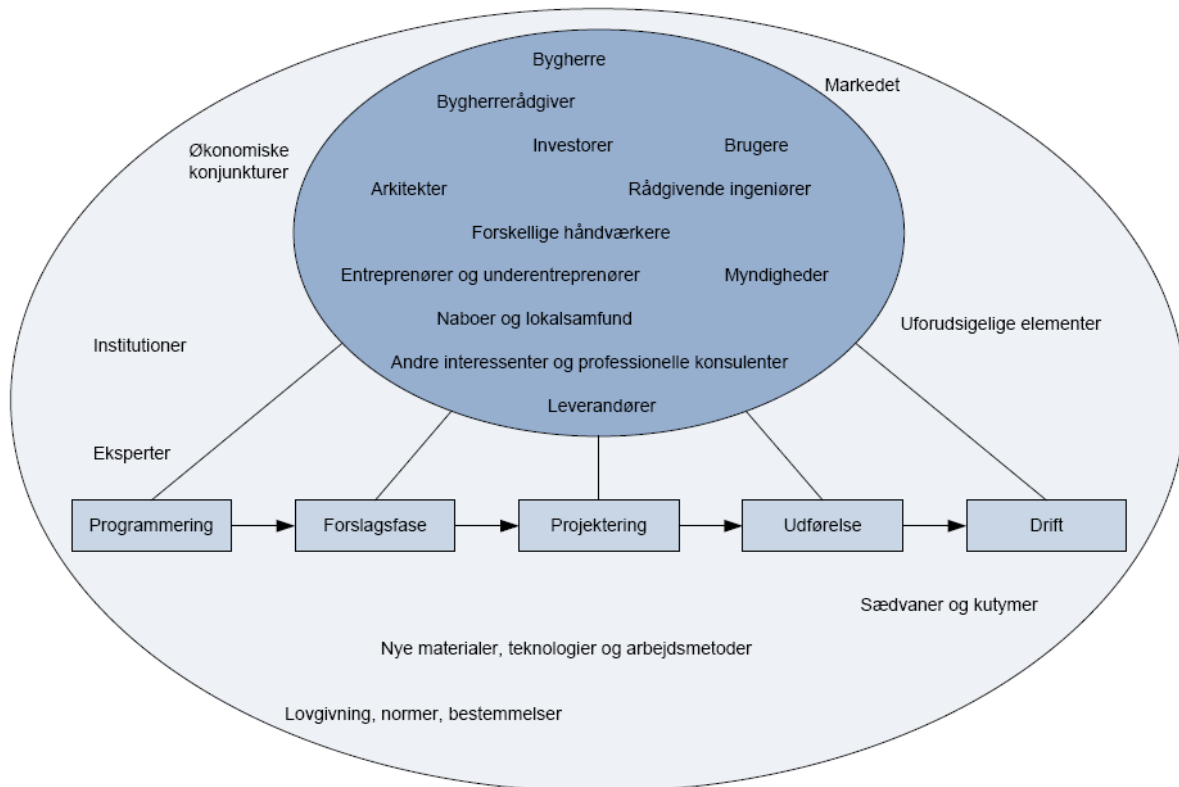 Bygherre
Markedet
Bygherrerådgiver
Økonomiske
konjunkturer
Investorer
Brugere
Arkitekter
Rådgivende ingeniører
Forskellige håndværkere
Entreprenører og underentreprenører
Myndigheder
Naboer og lokalsamfund
Uforudsigelige elementer
Institutioner
Andre interessenter og professionelle konsulenter
Leverandører
Eksperter
Programmering
Forslagsfase
Projektering
Udførelse
Drift
Sædvaner og kutymer
Nye materialer, teknologier og arbejdsmetoder
Lovgivning, normer, bestemmelser